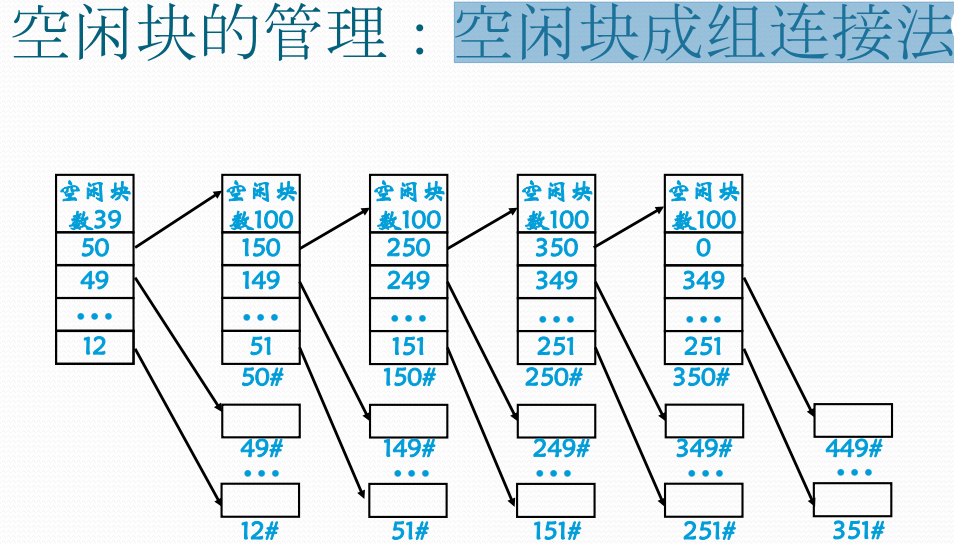 空闲块的管理：空闲块成组连接法
空闲块 空闲块 空闲块 空闲块 空闲块
数39 数100 数100 数100 数100
50 150 250 350 0
49 149 249 349 349
... ... ... ... ...
12 51 151 251 251
50# 150# 250# 350#
49# 149# 249# 349# 449#
... ... ... ... ...
12# 51# 151# 251# 351#